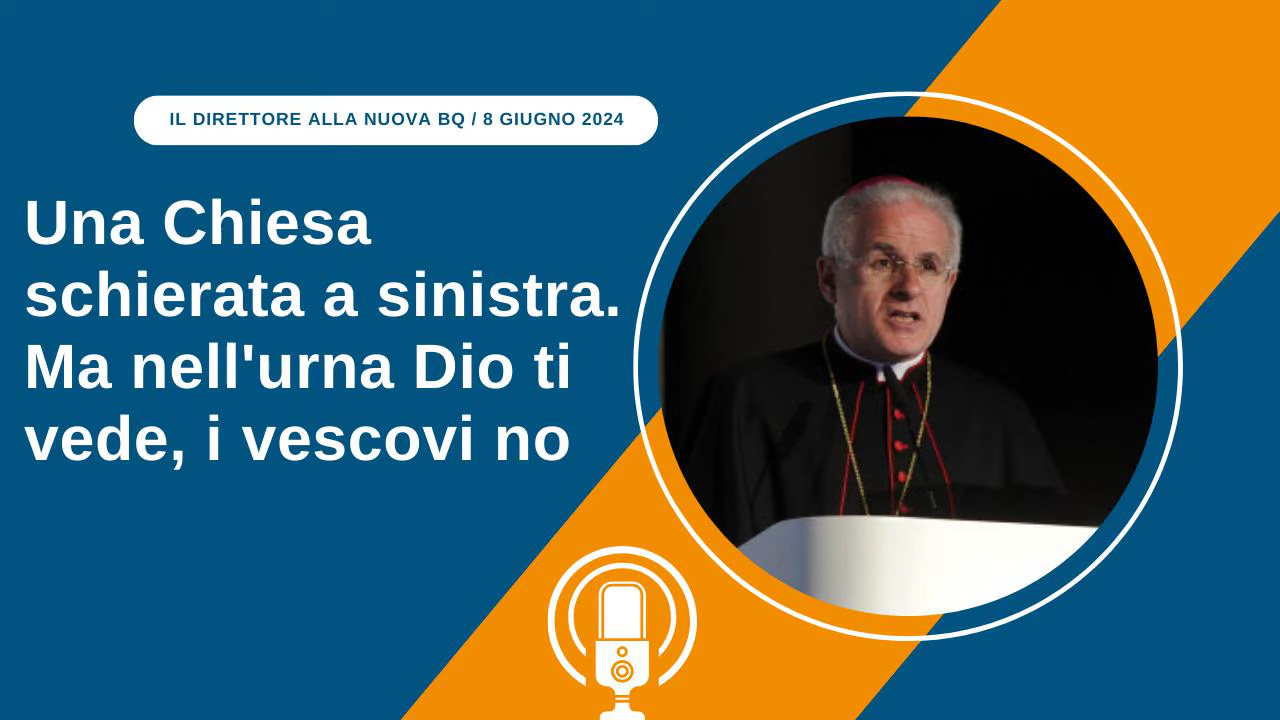 IL DIRETTORE ALLA NUOVA BQ / 8 GIUGNO 2024
Una Chiesa
schierata a sinistra.
Ma nell'urna Dio ti
vede, i vescovi no